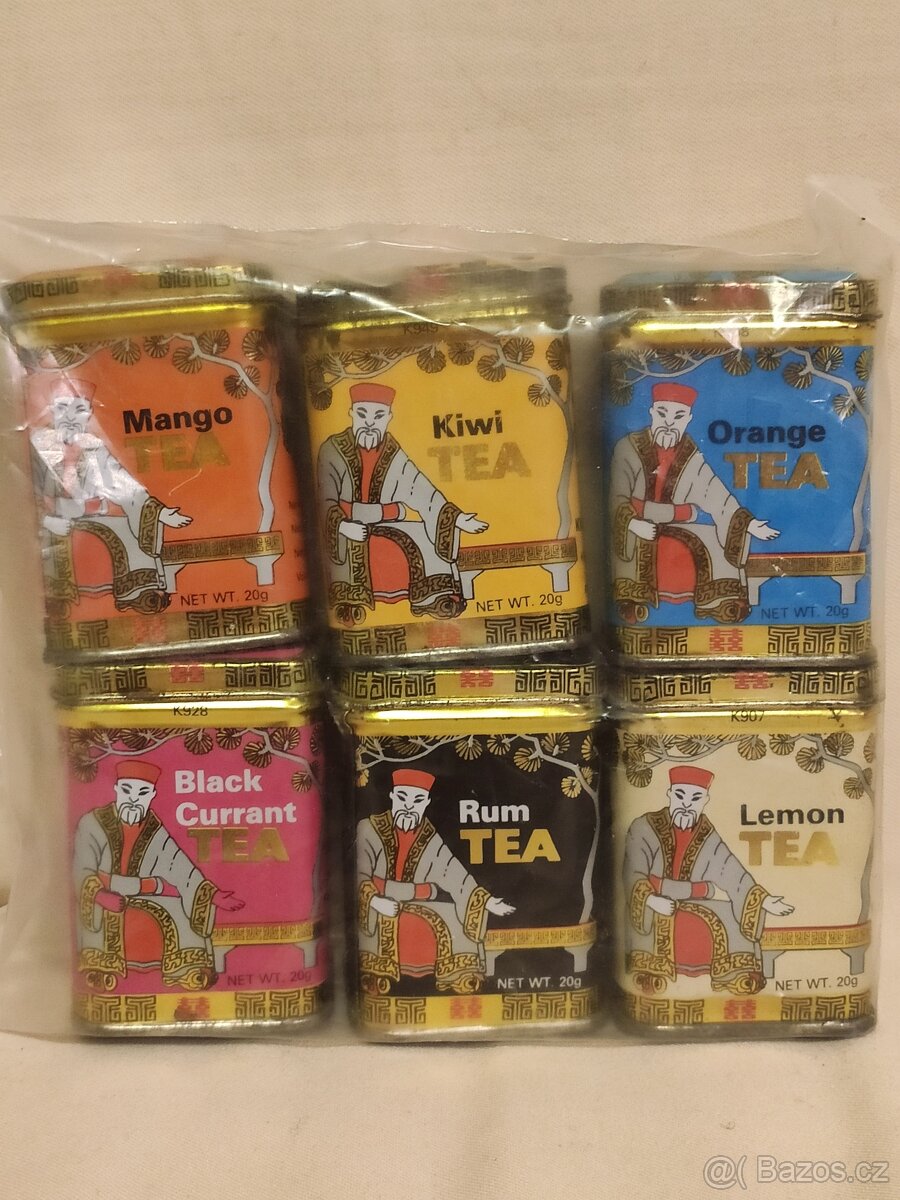 Mango
TEA
NET WT. 20g
K949
Kiwi
TEA
NET WT. 20g
Orange
TEA
NET WT. 20g
K928
Black
Currant
TEA
NET WT. 20g
Rum
TEA
NET WT. 20g
K907
Lemon
TEA
NET WT. 20g
@( Bazos.cz